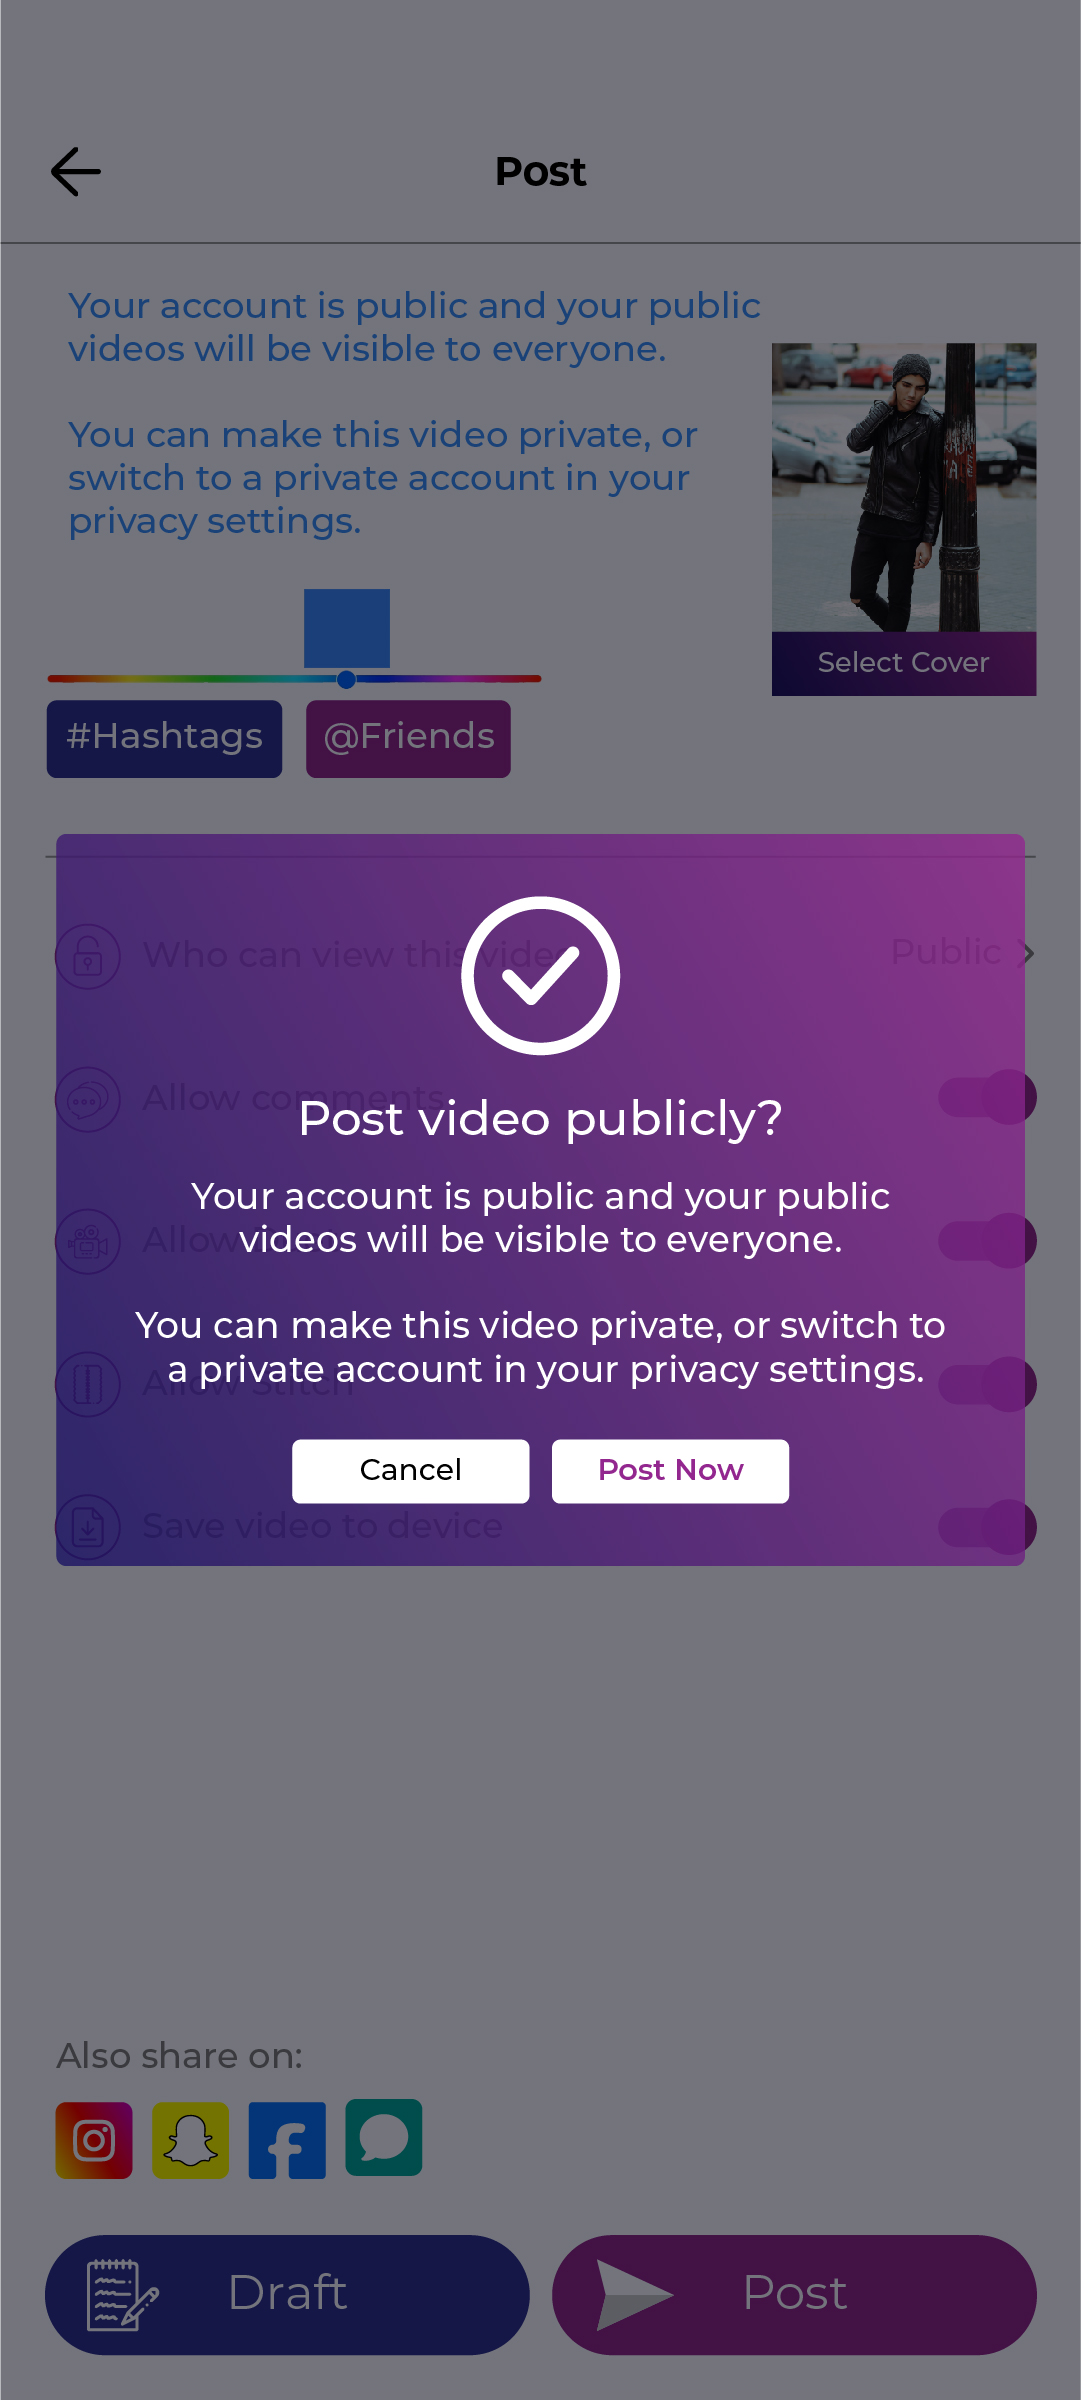 Post
Your account is public and your public
videos will be visible to everyone.
You can make this video private, or
switch to a private account in your
privacy settings.
Select Cover
#Hashtags
@Friends
Who can view this video
Public
Allow comments
Post video publicly?
Your account is public and your public
Allow
videos will be visible to everyone.
You can make this video private, or switch to
a private account in your privacy settings.
Allow Stitch
Cancel
Post Now
Save video to device
Also share on:
Draft
Post